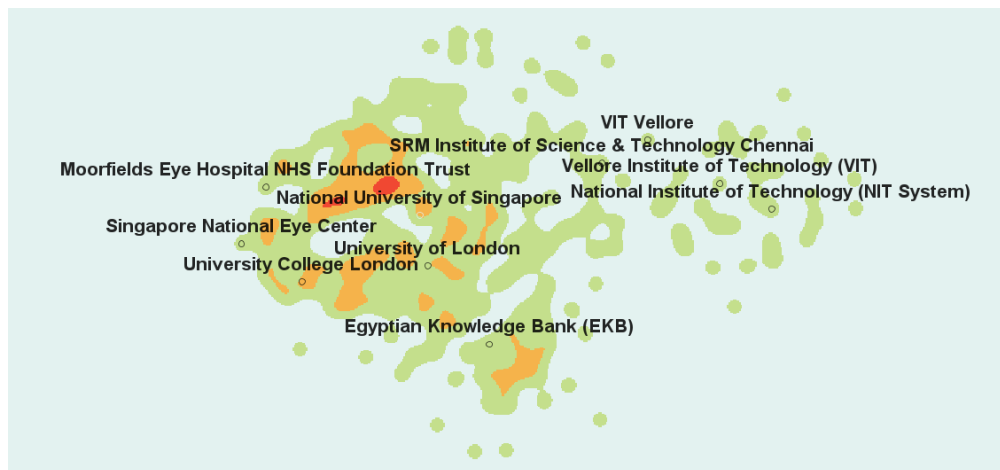 VIT Vellore
SRM Institute of Science & Technology Chennai
Moorfields Eye Hospital NHS Foundation Trust
Vellore Institute of Technology (VIT)
National University of Singapore
National Institute of Technology (NIT System)
Singapore National Eye Center
University of London
University College London
Egyptian Knowledge Bank (EKB)